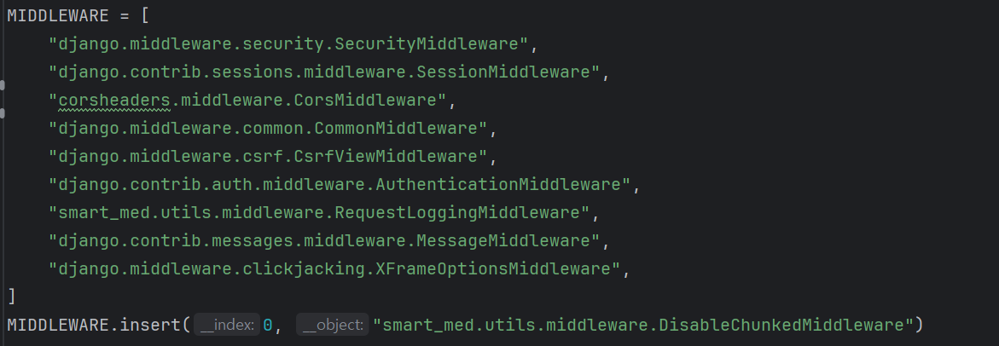 MIDDLEWARE = [
    "django.middleware.security.SecurityMiddleware",
    "django.contrib.sessions.middleware.SessionMiddleware",
    "corsheaders.middleware.CorsMiddleware",
    "django.middleware.common.CommonMiddleware",
    "django.middleware.csrf.CsrfViewMiddleware",
    "django.contrib.auth.middleware.AuthenticationMiddleware",
    "smart_med.utils.middleware.RequestLoggingMiddleware",
    "django.contrib.messages.middleware.MessageMiddleware",
    "django.middleware.clickjacking.XFrameOptionsMiddleware",
]
MIDDLEWARE.insert(__index: 0, __object: "smart_med.utils.middleware.DisableChunkedMiddleware")